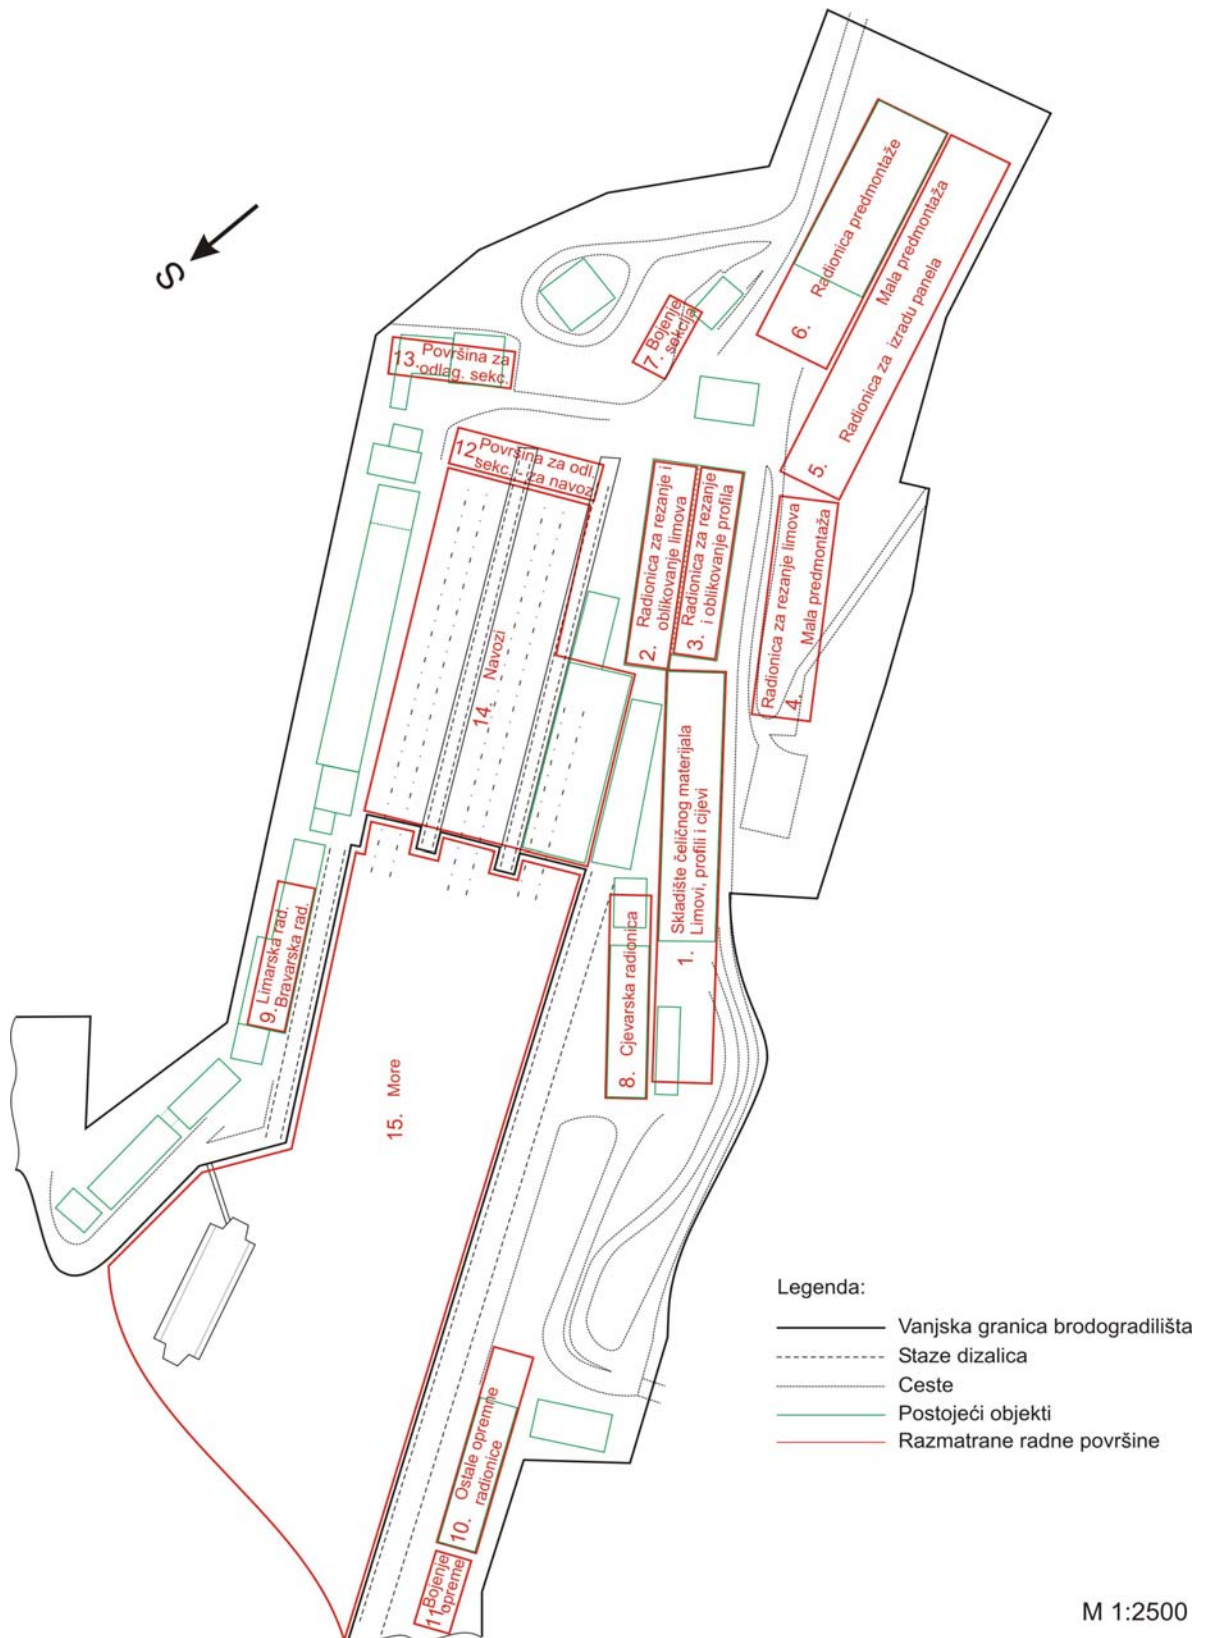 S
6. Radionica predmontaže
Mala predmontaža
5. Radionica za izradu panela
7. Bojenje
sekcija
13. Površina za
odlag. sekc.
12 Površina za odl.
sekc. - za navoz
2. Radionica za rezanje i
oblikovanje limova
3. Radionica za rezanje
i oblikovanje profila
Radionica za rezanje limova
4. Mala predmontaža
14. Navozi
1. Skladište čeličnog materijala
Limovi, profili i cijevi
8. Cjevarska radionica
9. Limarska rad.
Bravarska rad.
15. More
10. Ostale opremne
radionice
11 Bojenje
opreme
Legenda:
Vanjska granica brodogradilišta
Staze dizalica
Ceste
Postojeći objekti
Razmatrane radne površine
M 1:2500